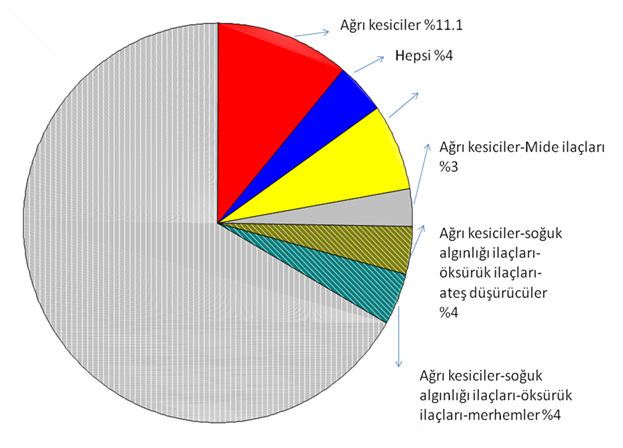 Ağrı kesiciler %11.1
Hepsi %4
Ağrı kesiciler-Mide ilaçları
%3
Ağrı kesiciler-soğuk
algınlığı ilaçları-
öksürük ilaçları-
ateş düşürücüler
%4
Ağrı kesiciler-soğuk
algınlığı ilaçları-öksürük
ilaçları-merhemler %4